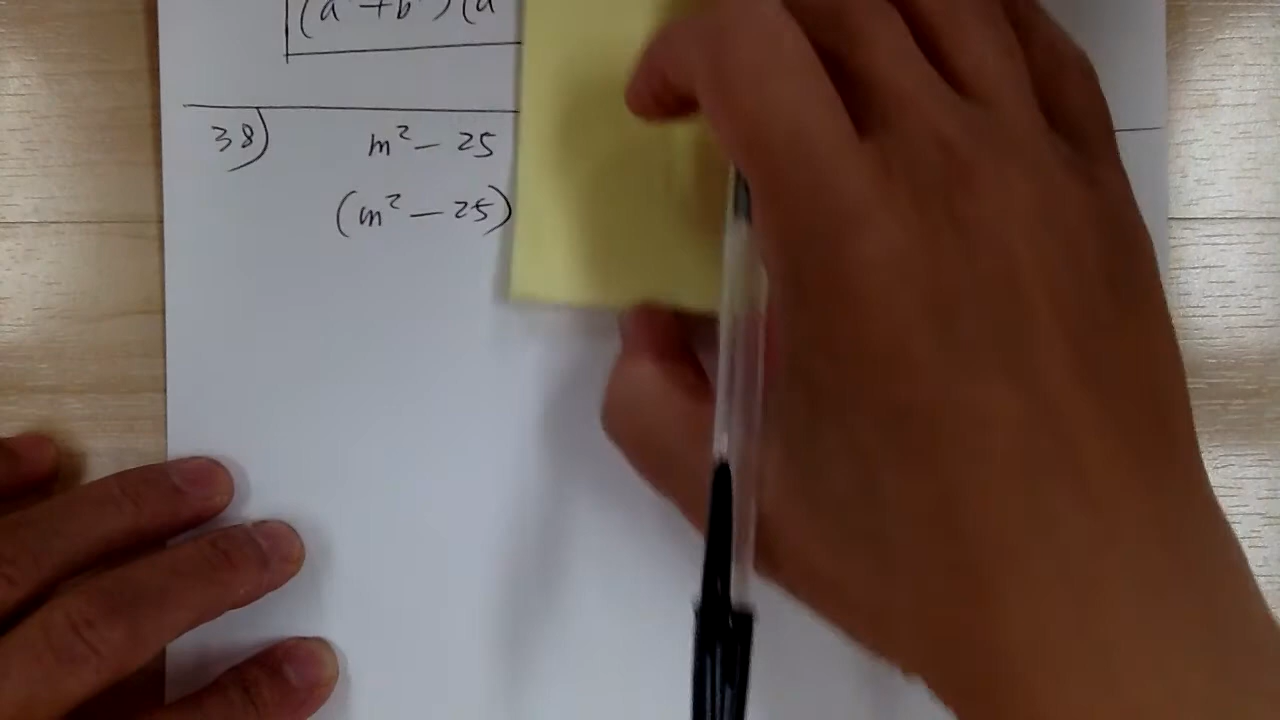 (a + b ) (a
38) m² - 25
(m² - 25)